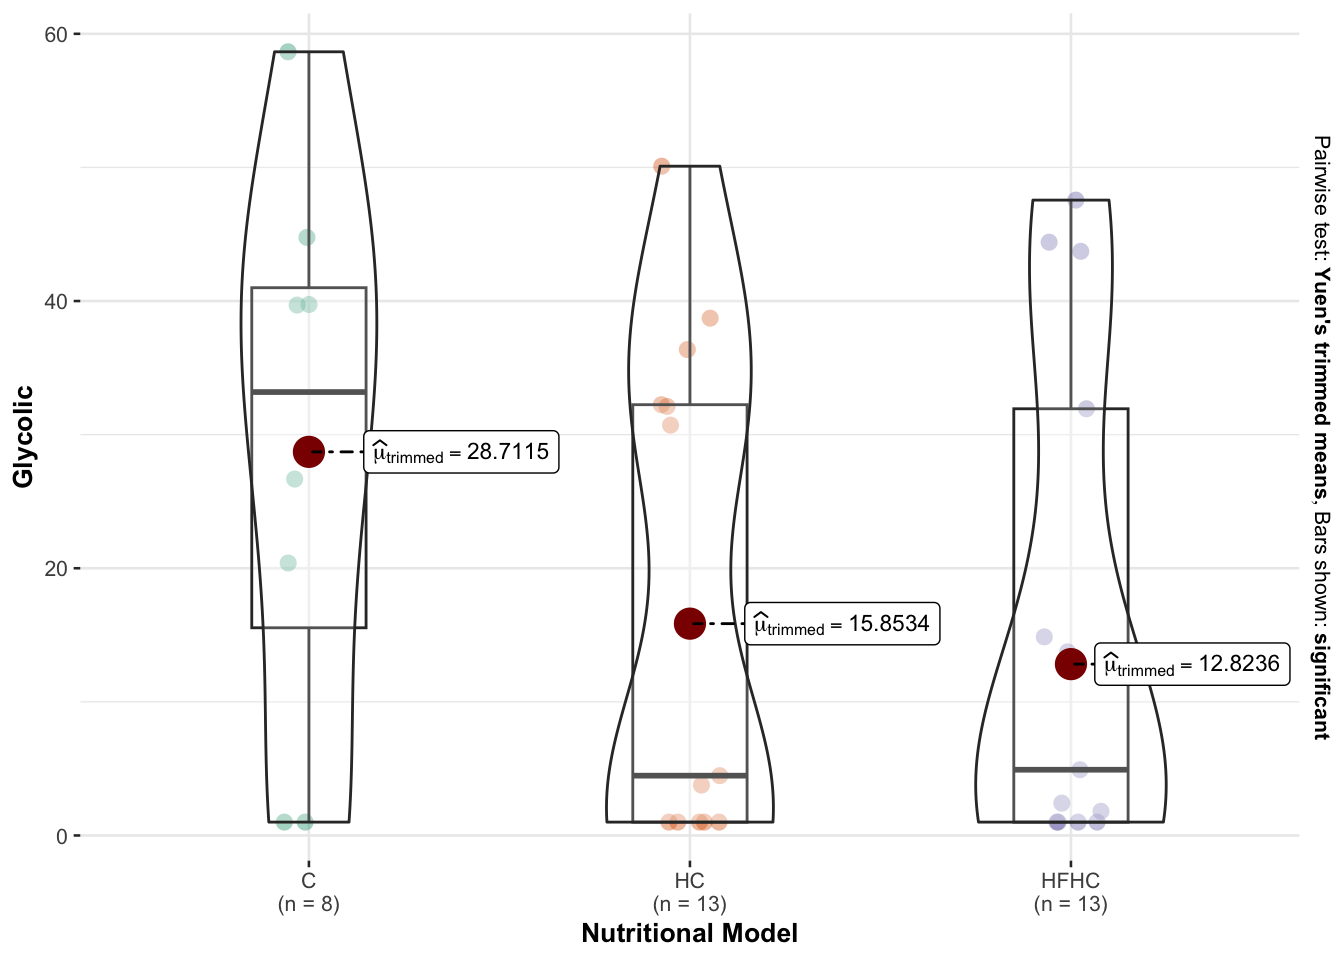 60
40
20
0
Glycolic
μ̂trimmed = 28.7115
μ̂trimmed = 15.8534
μ̂trimmed = 12.8236
C
(n = 8)
HC
(n = 13)
HFHC
(n = 13)
Nutritional Model
Pairwise test: Yuen's trimmed means, Bars shown: significant